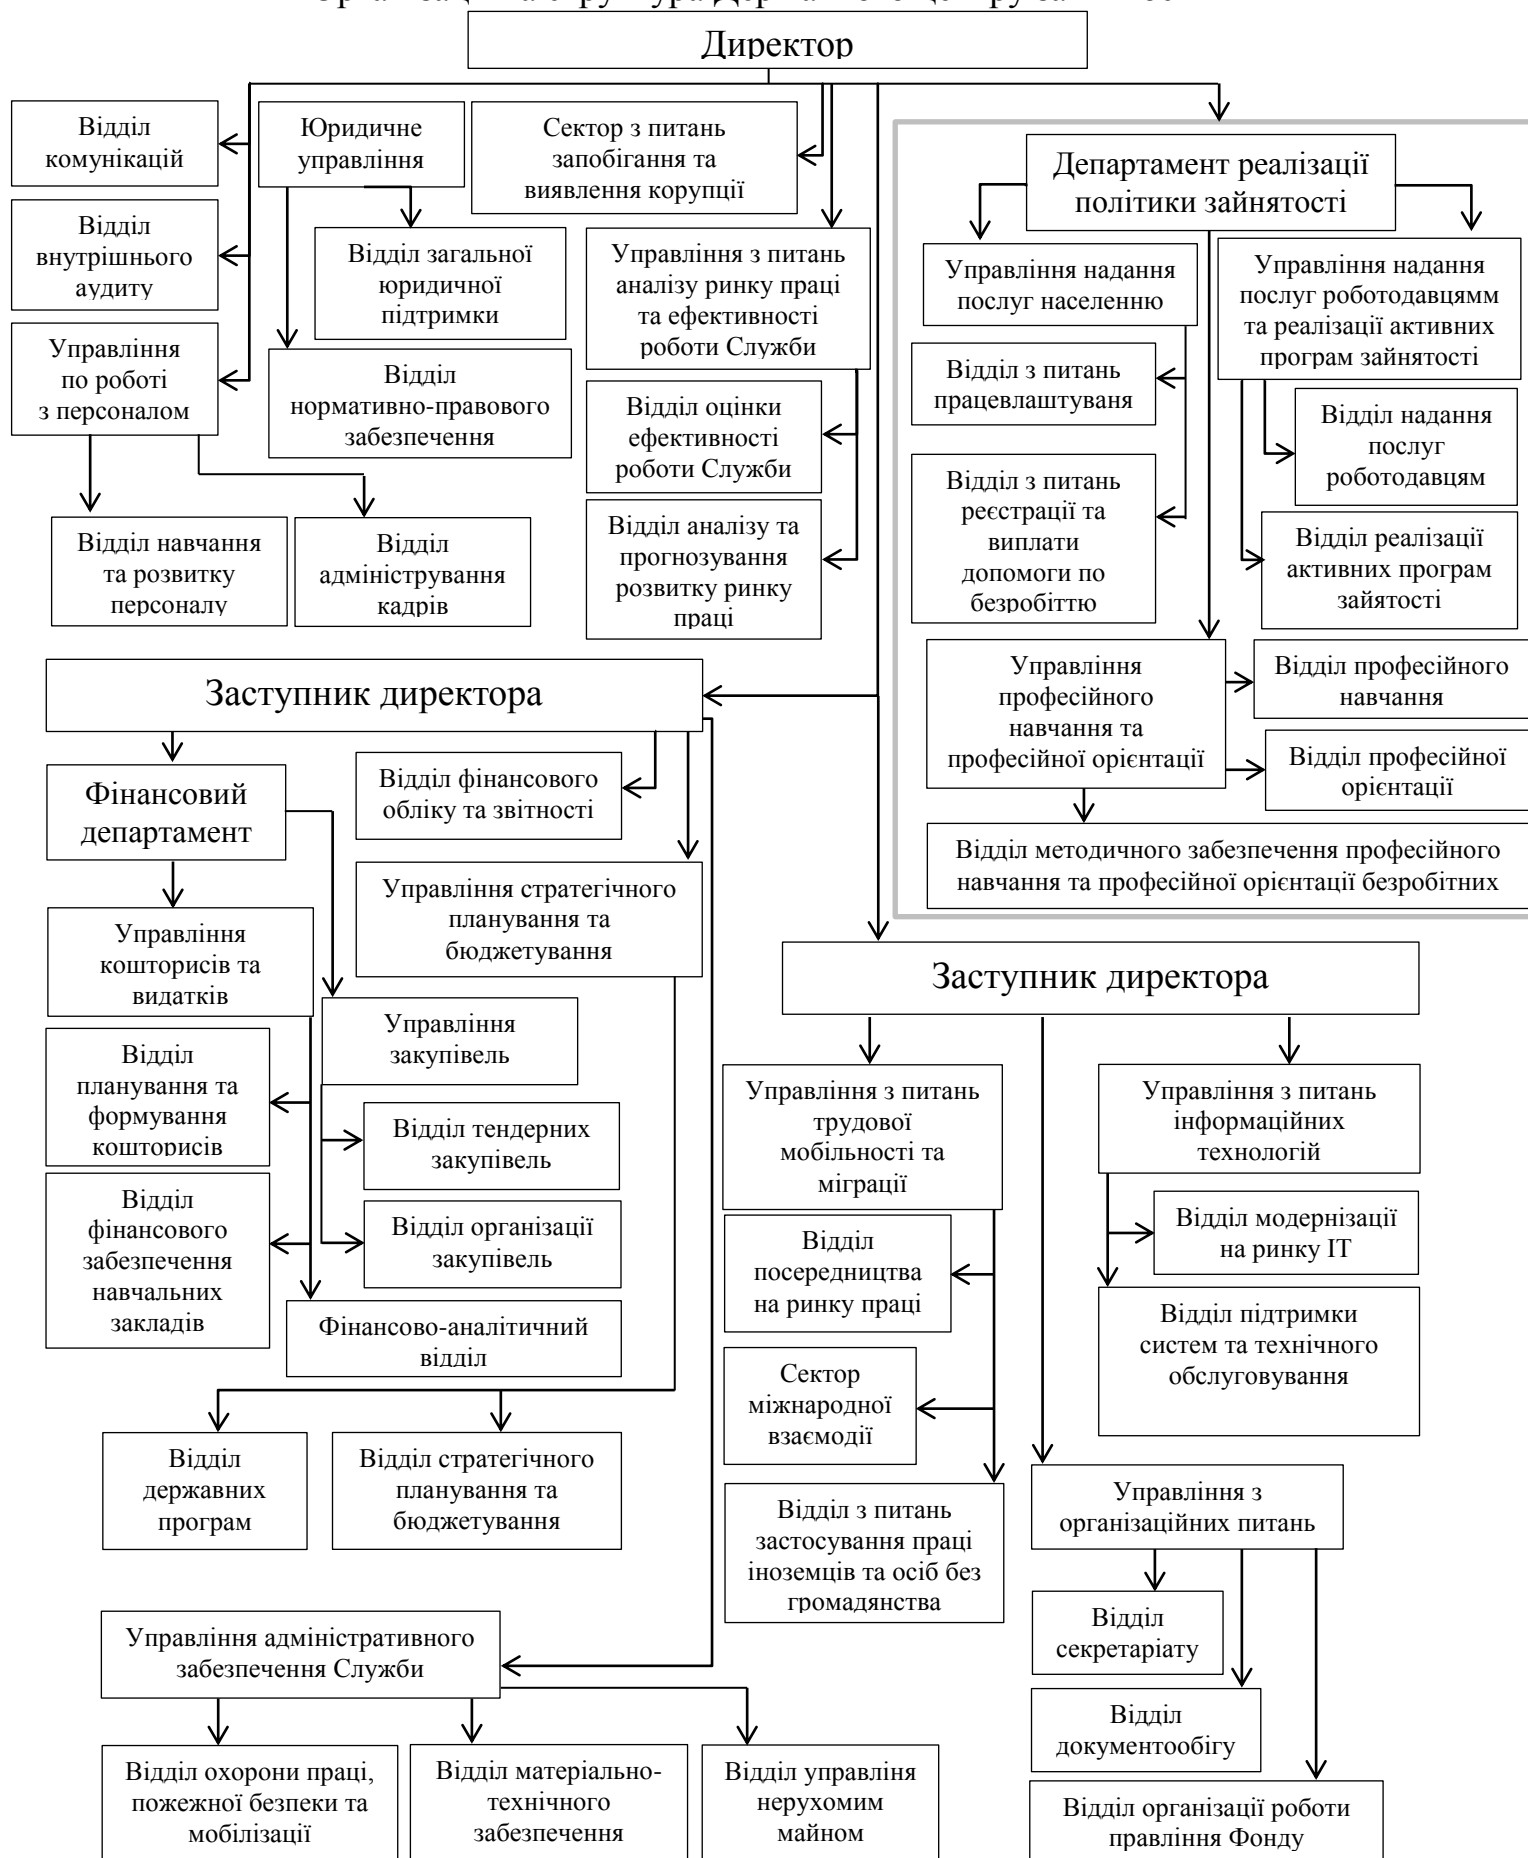 Директор
Відділ
комунікацій
Юридичне
управління
Сектор з питань
запобігання та
виявлення корупції
Департамент реалізації
політики зайнятості
Відділ
внутрішнього
аудиту
Відділ загальної
юридичної
підтримки
Управління з питань
аналізу ринку праці
та ефективності
роботи Служби
Управління надання
послуг населенню
Управління надання
послуг роботодавцямм
та реалізації активних
програм зайнятості
Управління
по роботі
з персоналом
Відділ
нормативно-правового
забезпечення
Відділ оцінки
ефективності
роботи Служби
Відділ з питань
працевлаштуваня
Відділ надання
послуг
роботодавцям
Відділ з питань
реєстрації та
виплати
допомоги по
безробіттю
Відділ навчання
та розвитку
персоналу
Відділ
адміністрування
кадрів
Відділ аналізу та
прогнозування
розвитку ринку
праці
Відділ реалізації
активних програм
зайятості
Заступник директора
Управління
професійного
навчання та
професійної орієнтації
Відділ професійного
навчання
Відділ професійної
орієнтації
Фінансовий
департамент
Відділ фінансового
обліку та звітності
Відділ методичного забезпечення професійного
навчання та професійної орієнтації безробітних
Управління стратегічного
планування та
бюджетування
Управління
кошторисів та
видатків
Заступник директора
Управління
закупівель
Відділ
планування та
формування
кошторисів
Управління з питань
трудової
мобільності та
міграції
Управління з питань
інформаційних
технологій
Відділ тендерних
закупівель
Відділ
фінансового
забезпечення
навчальних
закладів
Відділ організації
закупівель
Відділ
посередництва
на ринку праці
Відділ модернізації
на ринку ІТ
Фінансово-аналітичний
відділ
Відділ підтримки
систем та технічного
обслуговування
Сектор
міжнародної
взаємодії
Відділ
державних
програм
Відділ стратегічного
планування та
бюджетування
Відділ з питань
застосування праці
іноземців та осіб без
громадянства
Управління з
організаційних питань
Управління адміністративного
забезпечення Служби
Відділ
секретаріату
Відділ
документообігу
Відділ охорони праці,
пожежної безпеки та
мобілізації
Відділ матеріально-
технічного
забезпечення
Відділ управліня
нерухомим
майном
Відділ організації роботи
правління Фонду